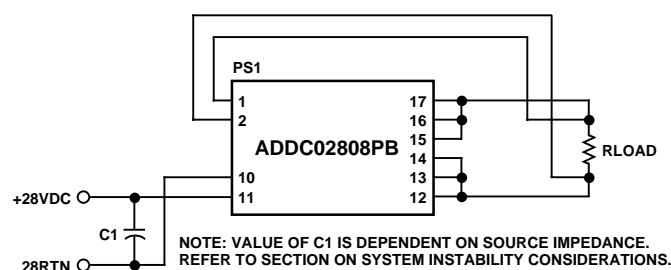 PS1
1
2
10
11
ADDC02808PB
17
16
15
14
13
12
RLOAD
+28VDC
C1
28RTN
NOTE: VALUE OF C1 IS DEPENDENT ON SOURCE IMPEDANCE.
REFER TO SECTION ON SYSTEM INSTABILITY CONSIDERATIONS.